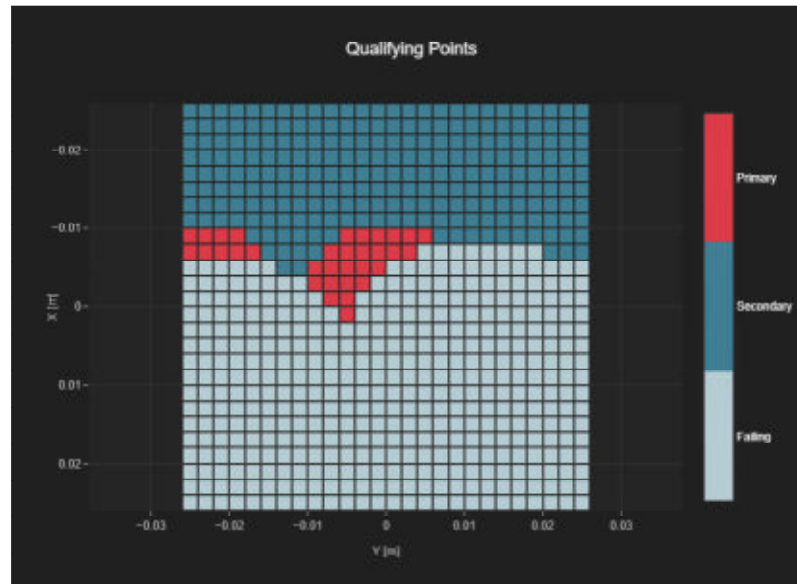 Qualifying Points
−0.02
−0.01
0
0.01
0.02
X [m]
−0.03 −0.02 −0.01 0 0.01 0.02 0.03
Y [m]
Primary
Secondary
Failing